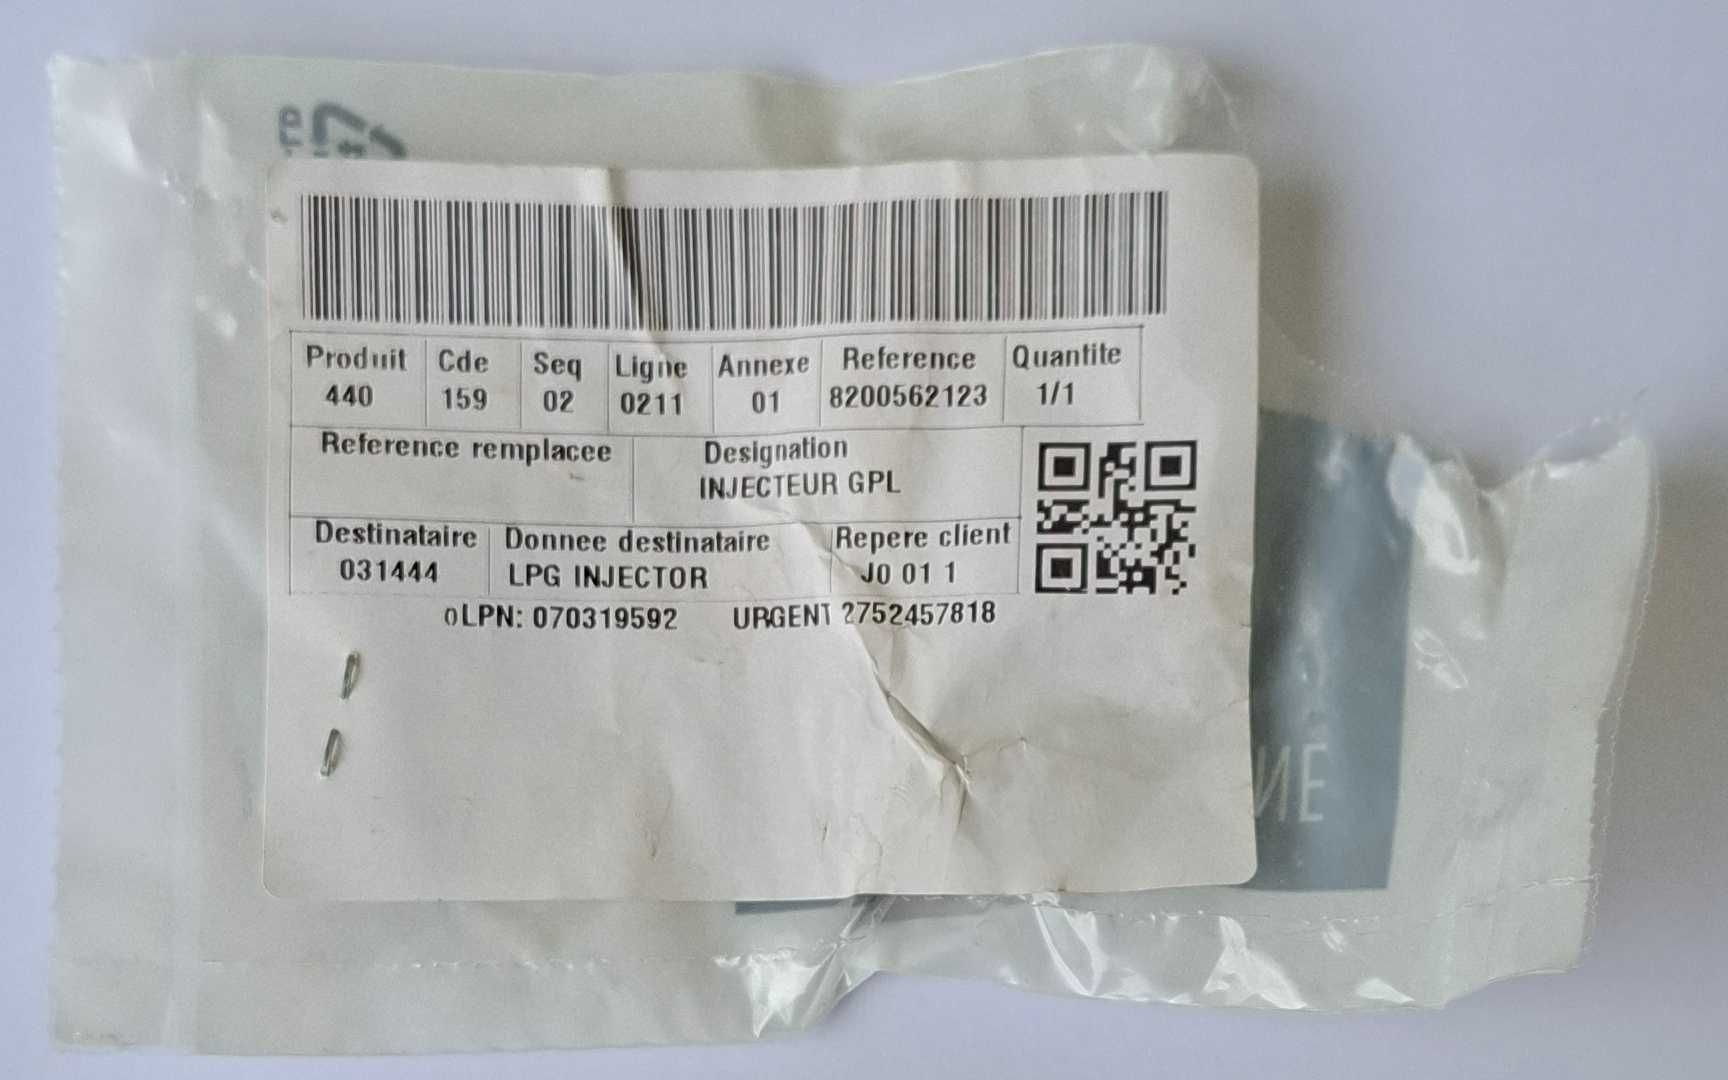 Produit Cde Seq Ligne Annexe Reference Quantite
440 159 02 0211 01 8200562123 1/1
Reference remplacee Designation
INJECTEUR GPL
Destinataire Donnee destinataire Repere client
031444 LPG INJECTOR J0 01 1
oLPN: 070319592 URGENT 2752457818